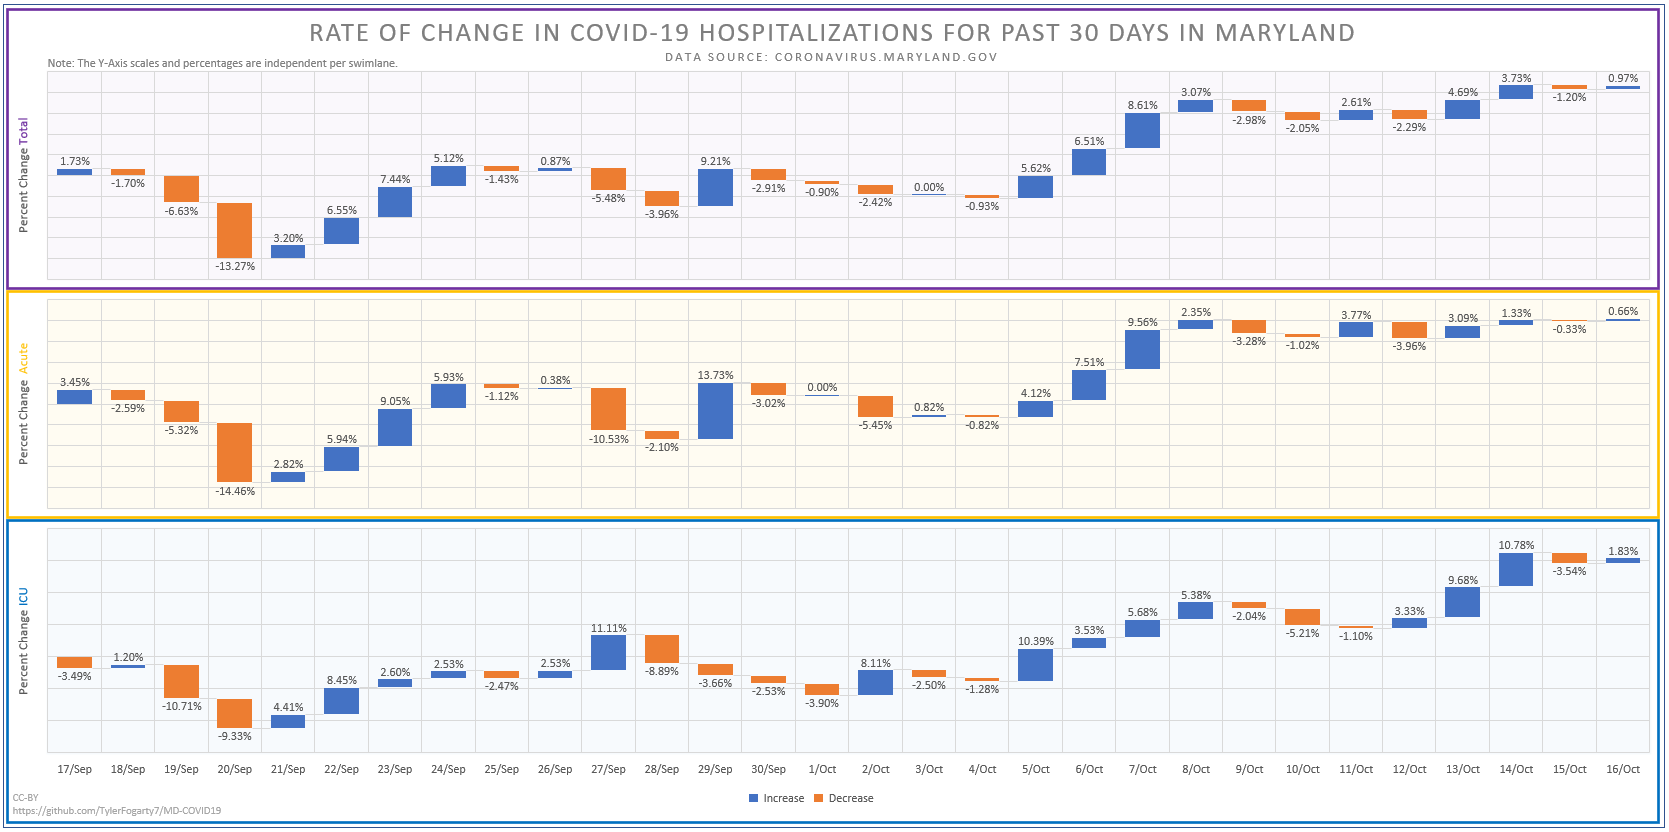 RATE OF CHANGE IN COVID-19 HOSPITALIZATIONS FOR PAST 30 DAYS IN MARYLAND
DATA SOURCE: CORONAVIRUS.MARYLAND.GOV
Note: The Y-Axis scales and percentages are independent per swimlane.
Percent Change Total
1.73% -1.70% -6.63% -13.27% 3.20% 6.55% 7.44% 5.12% -1.43% 0.87% -5.48% -3.96% 9.21% -2.91% -0.90% -2.42% 0.00% -0.93% 5.62% 6.51% 8.61% 3.07% -2.98% -2.05% 2.61% -2.29% 4.69% 3.73% -1.20% 0.97%
Percent Change Acute
3.45% -2.59% -5.32% -14.46% 2.82% 5.94% 9.05% 5.93% -1.12% 0.38% -10.53% -2.10% 13.73% -3.02% 0.00% -5.45% 0.82% -0.82% 4.12% 7.51% 9.56% 2.35% -3.28% -1.02% 3.77% -3.96% 3.09% 1.33% -0.33% 0.66%
Percent Change ICU
-3.49% 1.20% -10.71% -9.33% 4.41% 8.45% 2.60% 2.53% -2.47% 2.53% 11.11% -8.89% -3.66% -2.53% -3.90% 8.11% -2.50% -1.28% 10.39% 3.53% 5.68% 5.38% -2.04% -5.21% -1.10% 3.33% 9.68% 10.78% -3.54% 1.83%
17/Sep 18/Sep 19/Sep 20/Sep 21/Sep 22/Sep 23/Sep 24/Sep 25/Sep 26/Sep 27/Sep 28/Sep 29/Sep 30/Sep 1/Oct 2/Oct 3/Oct 4/Oct 5/Oct 6/Oct 7/Oct 8/Oct 9/Oct 10/Oct 11/Oct 12/Oct 13/Oct 14/Oct 15/Oct 16/Oct
Increase Decrease
CC-BY
https://github.com/TylerFogarty7/MD-COVID19